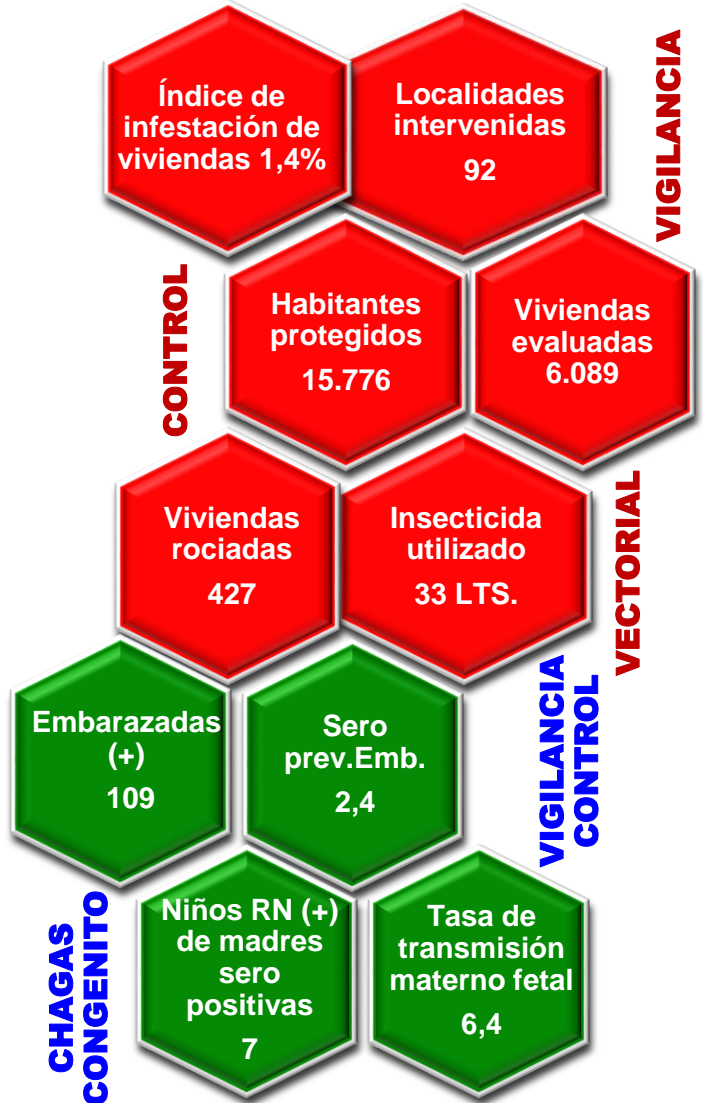 Índice de
infestación de
viviendas 1,4%
Localidades
intervenidas
92
VIGILANCIA
CONTROL
Habitantes
protegidos
15.776
Viviendas
evaluadas
6.089
Viviendas
rociadas
427
Insecticida
utilizado
33 LTS.
VECTORIAL
Embarazadas
(+)
109
Sero
prev.Emb.
2,4
VIGILANCIA
CONTROL
CHAGAS
CONGENITO
Niños RN (+)
de madres
sero
positivas
7
Tasa de
transmisión
materno fetal
6,4